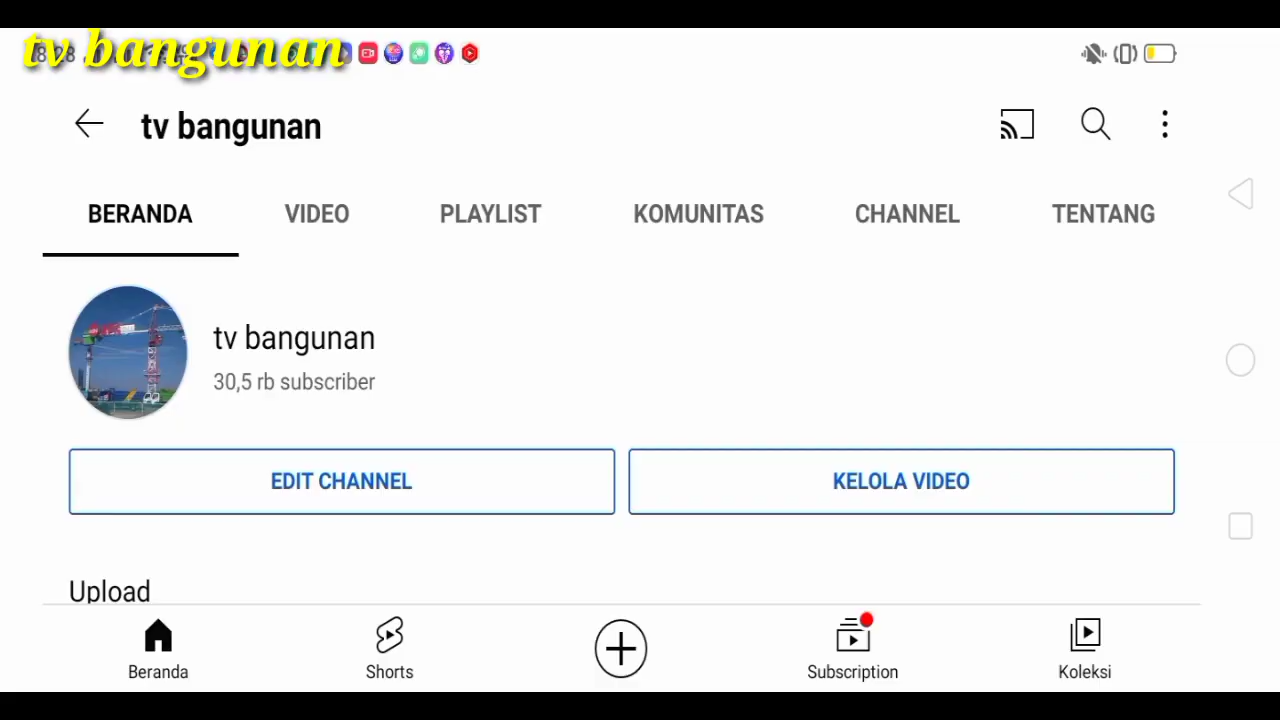 tv bangunan
tv bangunan
BERANDA VIDEO PLAYLIST KOMUNITAS CHANNEL TENTANG
tv bangunan
30,5 rb subscriber
EDIT CHANNEL KELOLA VIDEO
Upload
Beranda Shorts Subscription Koleksi